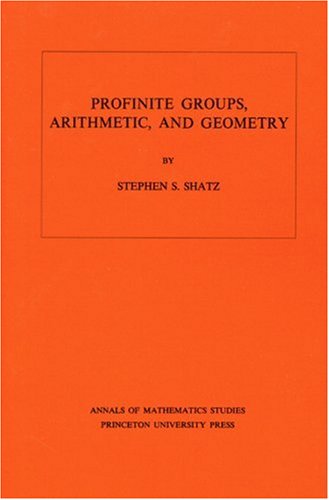 PROFINITE GROUPS,
ARITHMETIC, AND GEOMETRY
BY
STEPHEN S. SHATZ
ANNALS OF MATHEMATICS STUDIES
PRINCETON UNIVERSITY PRESS